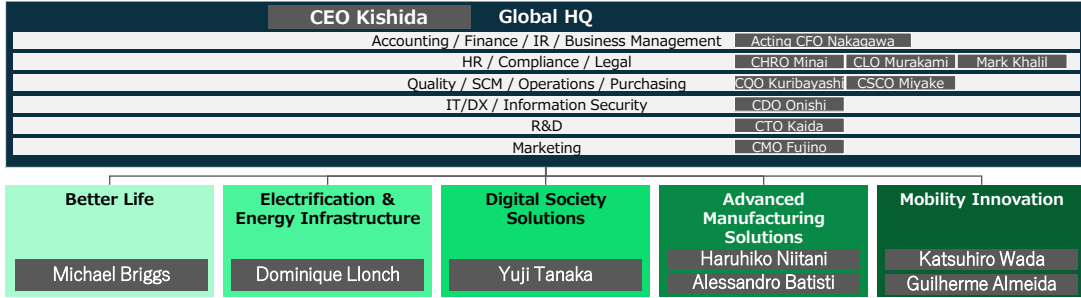 CEO Kishida Global HQ
Accounting / Finance / IR / Business Management Acting CFO Nakagawa
HR / Compliance / Legal CHRO Minai CLO Murakami Mark Khalil
Quality / SCM / Operations / Purchasing CQO Kuribayashi CSCO Miyake
IT/DX / Information Security CDO Onishi
R&D CTO Kaida
Marketing CMO Fujino
Better Life
Michael Briggs
Electrification &
Energy Infrastructure
Dominique Llonch
Digital Society
Solutions
Yuji Tanaka
Advanced
Manufacturing
Solutions
Haruhiko Niitani
Alessandro Batisti
Mobility Innovation
Katsuhiro Wada
Guilherme Almeida